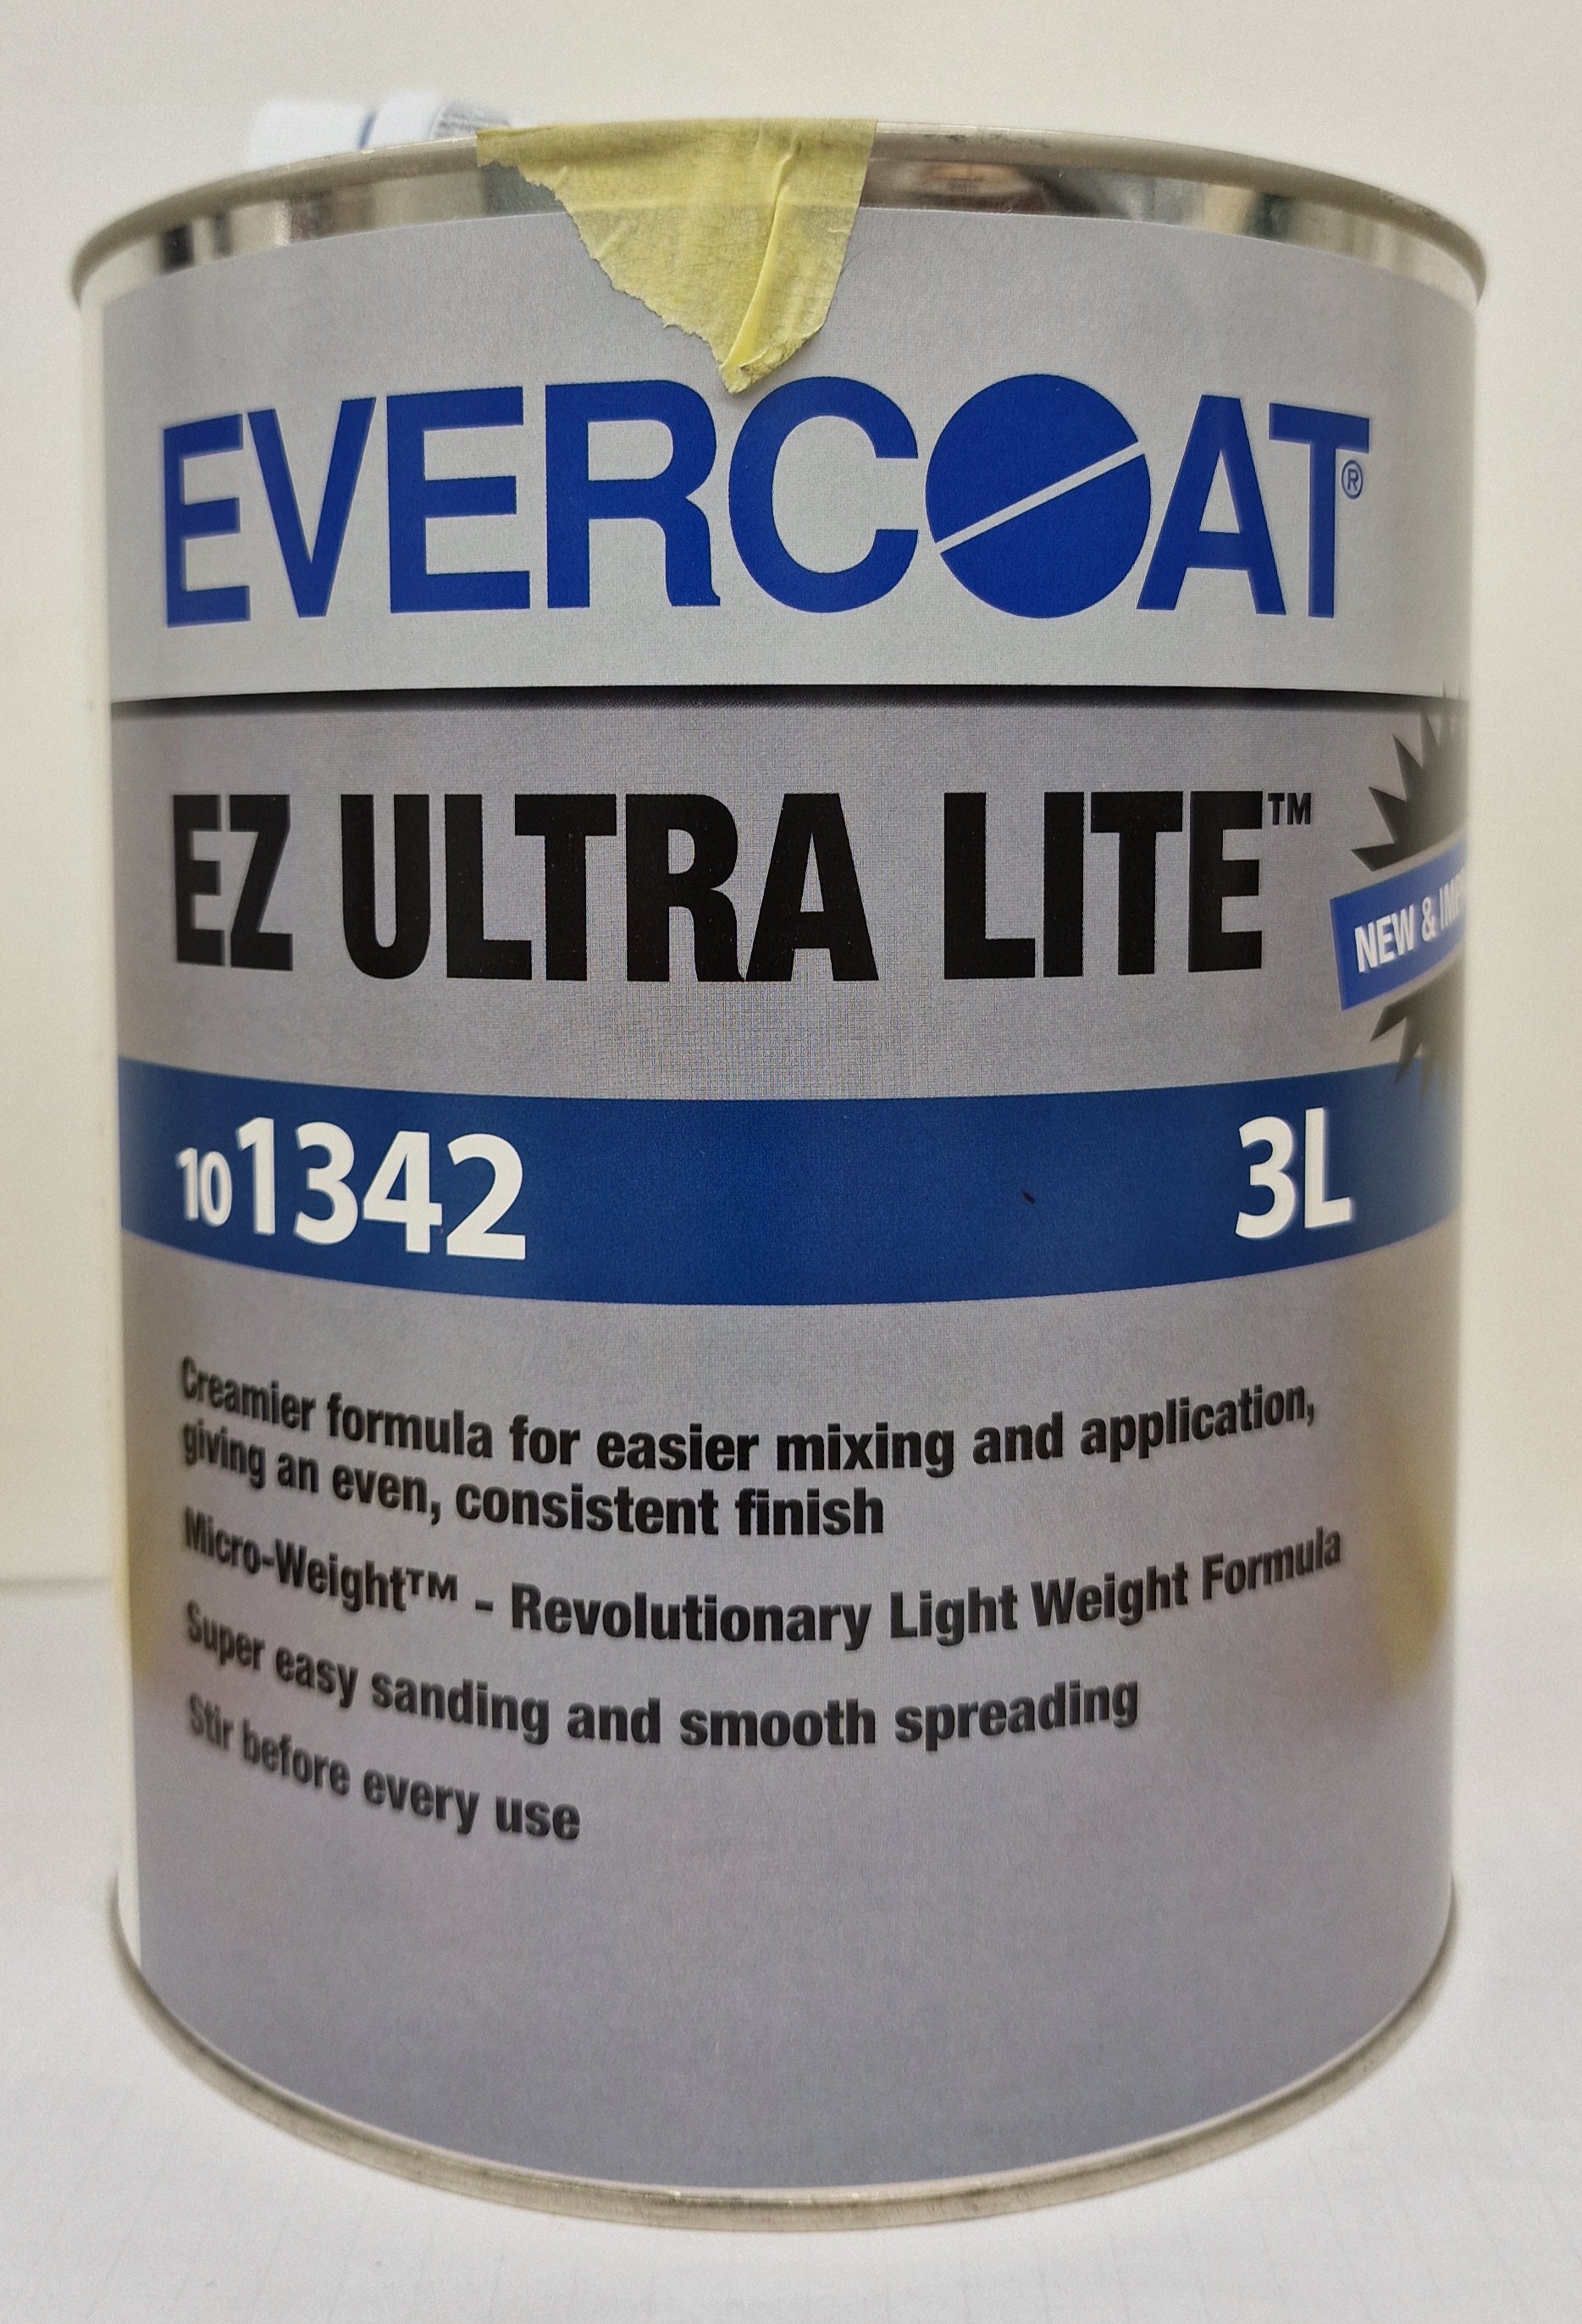 EVERCOAT®
EZ ULTRA LITE™
NEW &
101342
3L
Creamier formula for easier mixing and application,
giving an even, consistent finish
Micro-Weight™ - Revolutionary Light Weight Formula
Super easy sanding and smooth spreading
Stir before every use